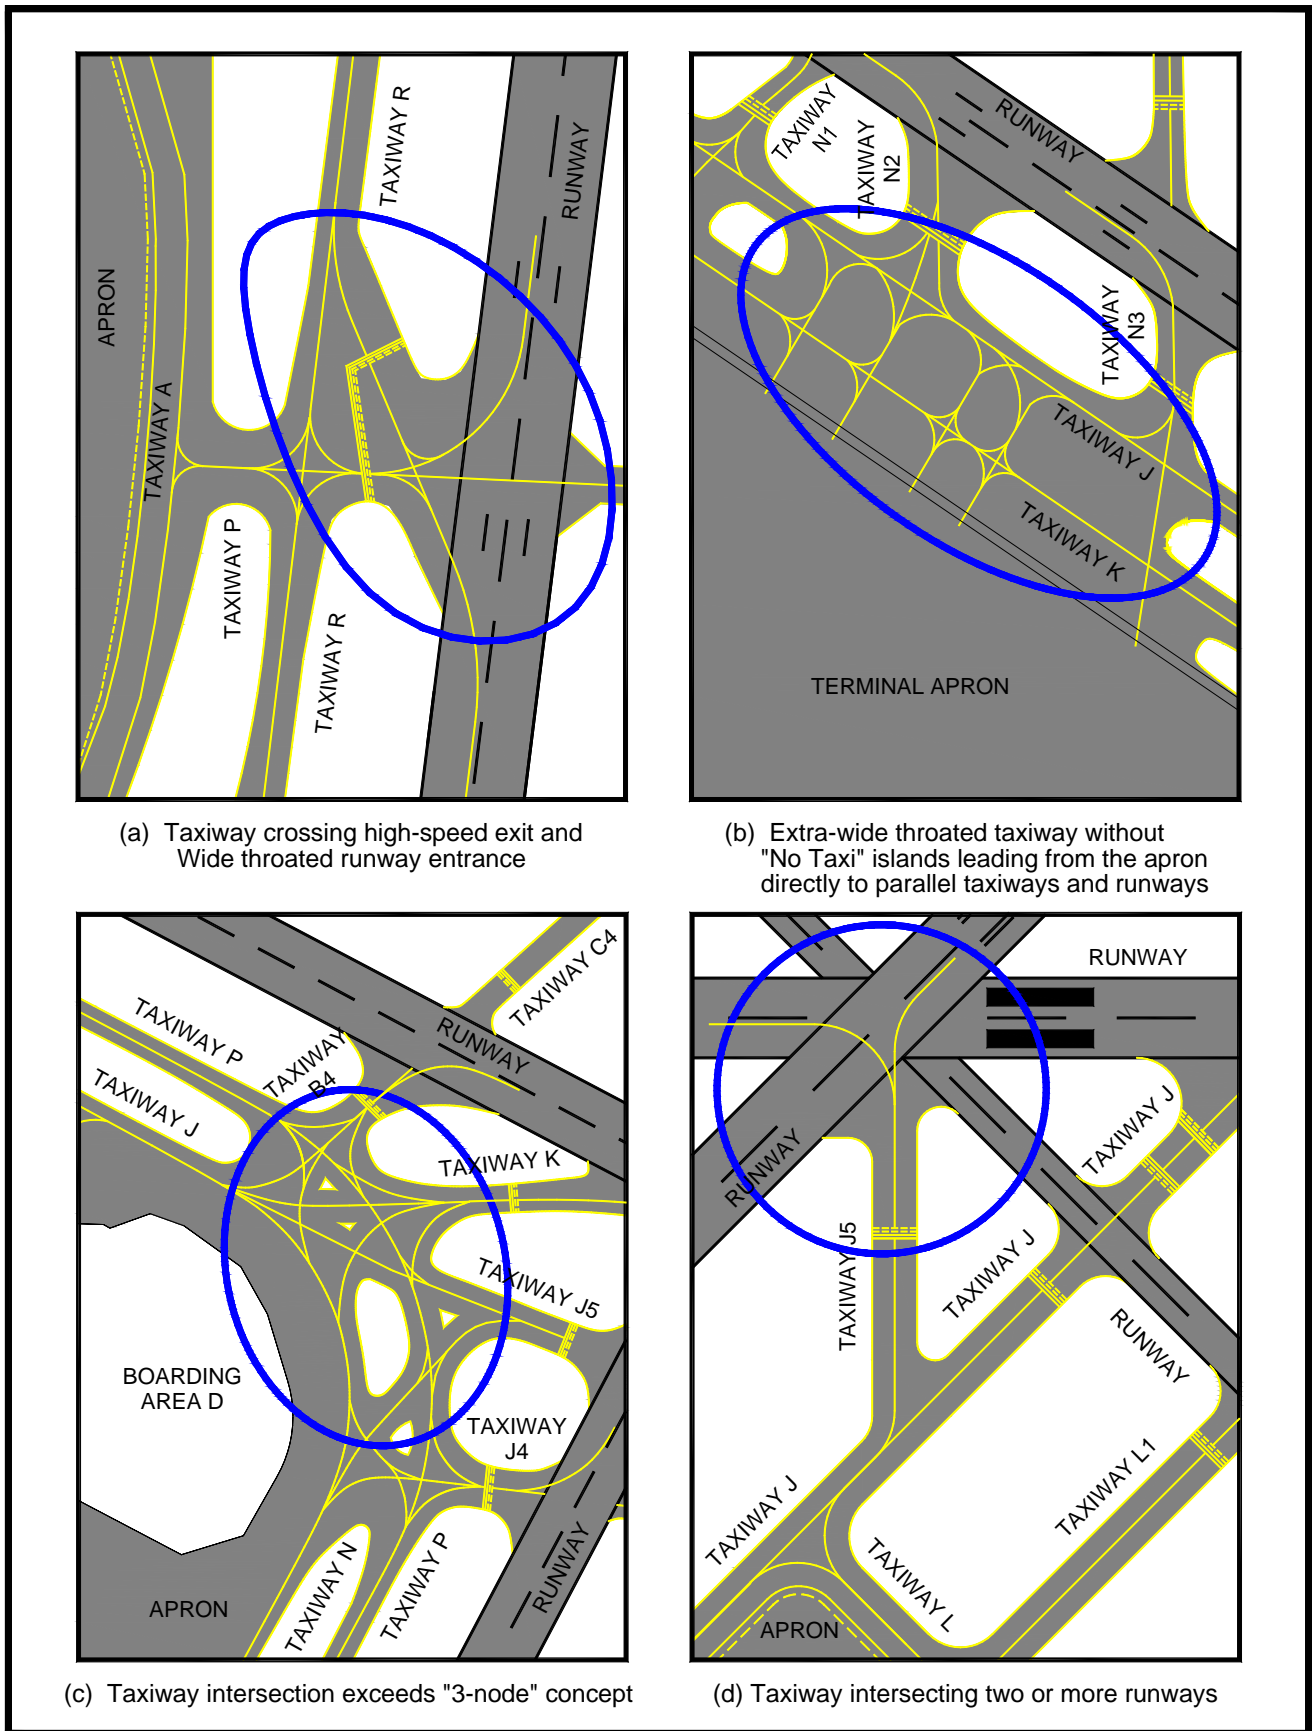 TAXIWAY R
RUNWAY
APRON
TAXIWAY A
TAXIWAY P
TAXIWAY R
(a) Taxiway crossing high-speed exit and
Wide throated runway entrance
TAXIWAY
N1
TAXIWAY
N2
RUNWAY
TAXIWAY
N3
TAXIWAY J
TAXIWAY K
TERMINAL APRON
(b) Extra-wide throated taxiway without
"No Taxi" islands leading from the apron
directly to parallel taxiways and runways
TAXIWAY C4
TAXIWAY P
RUNWAY
TAXIWAY
B4
TAXIWAY J
TAXIWAY K
TAXIWAY J5
BOARDING
AREA D
TAXIWAY
J4
RUNWAY
TAXIWAY N
TAXIWAY P
APRON
(c) Taxiway intersection exceeds "3-node" concept
RUNWAY
RUNWAY
TAXIWAY J
TAXIWAY J5
TAXIWAY J
RUNWAY
TAXIWAY J
TAXIWAY L1
TAXIWAY L
APRON
(d) Taxiway intersecting two or more runways